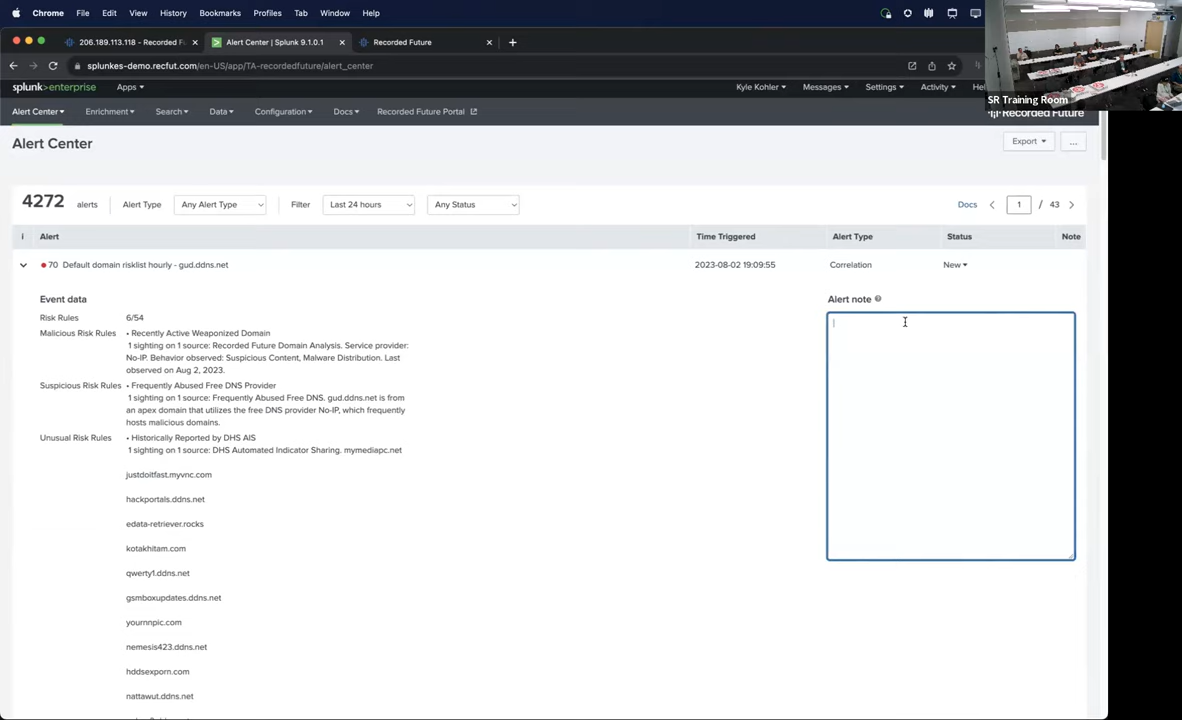 Chrome File Edit View History Bookmarks Profiles Tab Window Help
206.189.113.118 - Recorded Fu
Alert Center | Splunk 9.1.0.1
Recorded Future
splunkes-demo.recfut.com/en-US/app/TA-recordedfuture/alert_center
SR Training Room
splunk>enterprise Apps Kyle Kohler Messages Settings Activity Hel
Alert Center Enrichment Search Data Configuration Docs Recorded Future Portal
Recorded Future
Alert Center
Export ...
4272 alerts Alert Type Any Alert Type Filter Last 24 hours Any Status Docs 1 / 43
i Alert Time Triggered Alert Type Status Note
70 Default domain risklist hourly - gud.ddns.net 2023-08-02 19:09:55 Correlation New
Event data
Alert note
Risk Rules 6/54
Malicious Risk Rules • Recently Active Weaponized Domain
1 sighting on 1 source: Recorded Future Domain Analysis. Service provider:
No-IP. Behavior observed: Suspicious Content, Malware Distribution. Last
observed on Aug 2, 2023.
Suspicious Risk Rules • Frequently Abused Free DNS Provider
1 sighting on 1 source: Frequently Abused Free DNS. gud.ddns.net is from
an apex domain that utilizes the free DNS provider No-IP, which frequently
hosts malicious domains.
Unusual Risk Rules • Historically Reported by DHS AIS
1 sighting on 1 source: DHS Automated Indicator Sharing. mymediapc.net
justdoitfast.myvnc.com
hackportals.ddns.net
edata-retriever.rocks
kotakhitam.com
qwerty1.ddns.net
gsmboxupdates.ddns.net
yournnpic.com
nemesis423.ddns.net
hddsexporn.com
nattawut.ddns.net